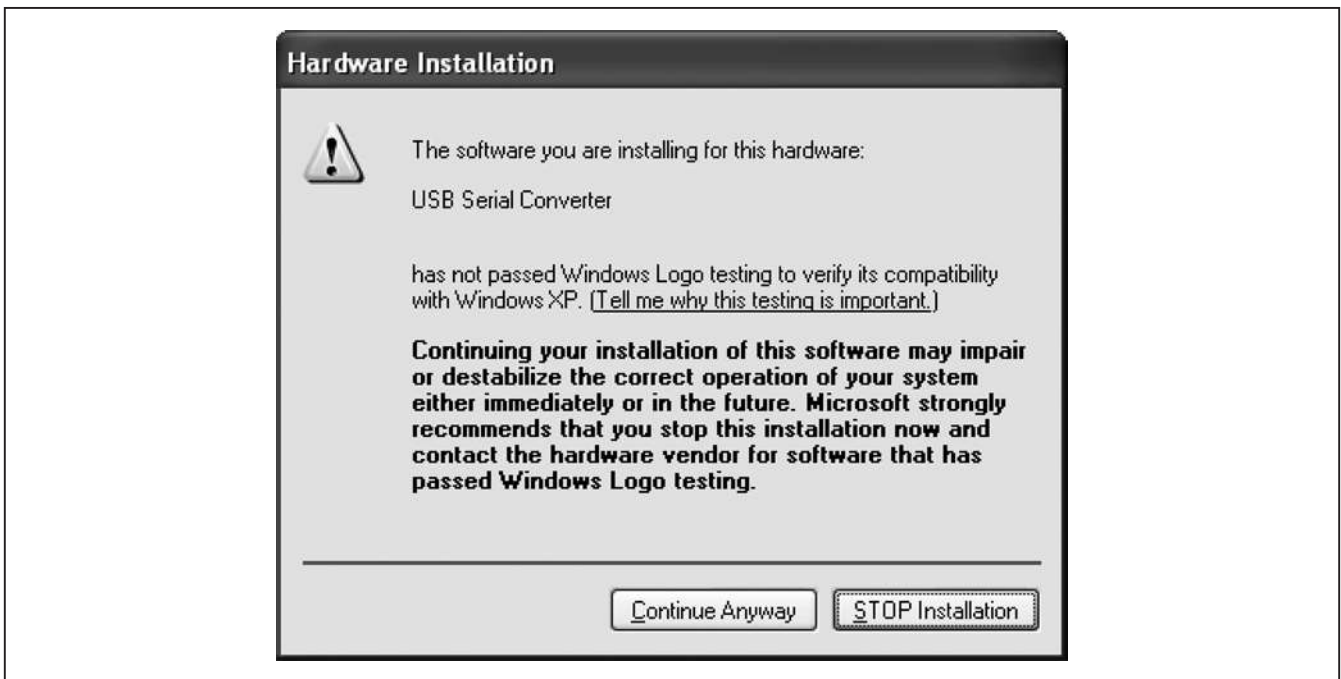 Hardware Installation
The software you are installing for this hardware:
USB Serial Converter
has not passed Windows Logo testing to verify its compatibility
with Windows XP. (Tell me why this testing is important.)
Continuing your installation of this software may impair
or destabilize the correct operation of your system
either immediately or in the future. Microsoft strongly
recommends that you stop this installation now and
contact the hardware vendor for software that has
passed Windows Logo testing.
Continue Anyway
STOP Installation